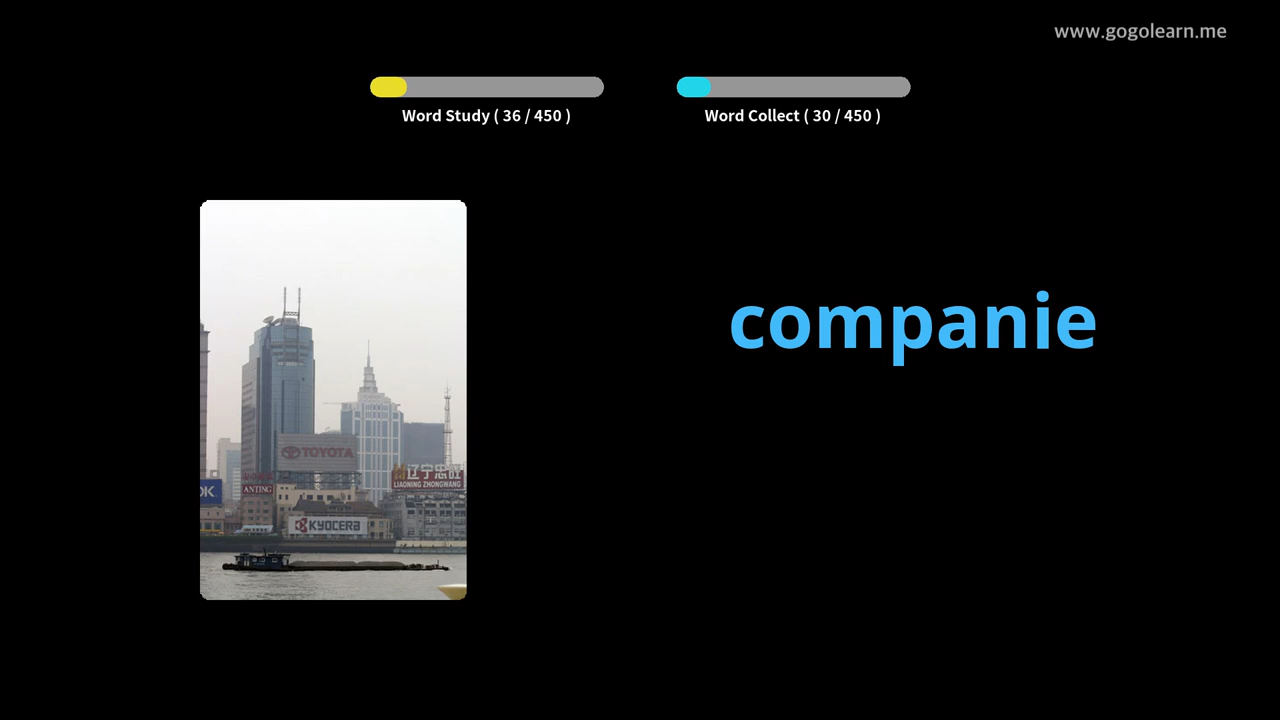 www.gogolearn.me
Word Study ( 36 / 450 )
Word Collect ( 30 / 450 )
companie
TOYOTA
辽宁忠旺
LIAONING ZHONGWANG
OK
ANTING
KYOCERA